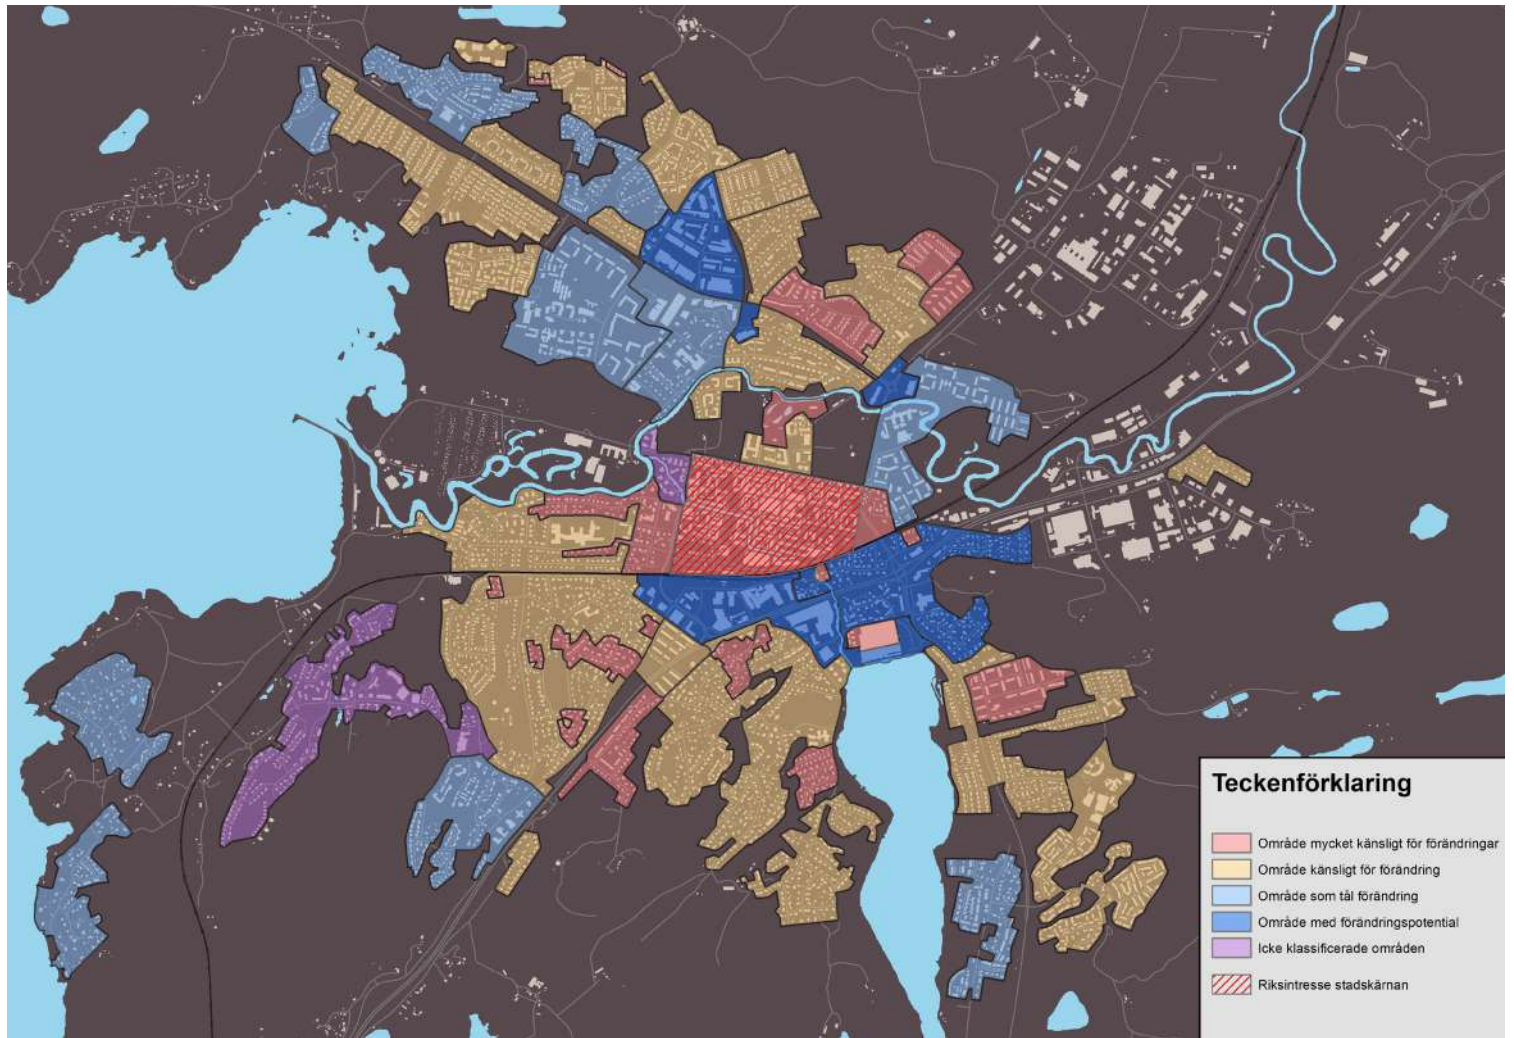 Teckenförklaring
Område mycket känsligt för förändringar
Område känsligt för förändring
Område som tål förändring
Område med förändringspotential
Icke klassificerade områden
Riksintresse stadskärnan